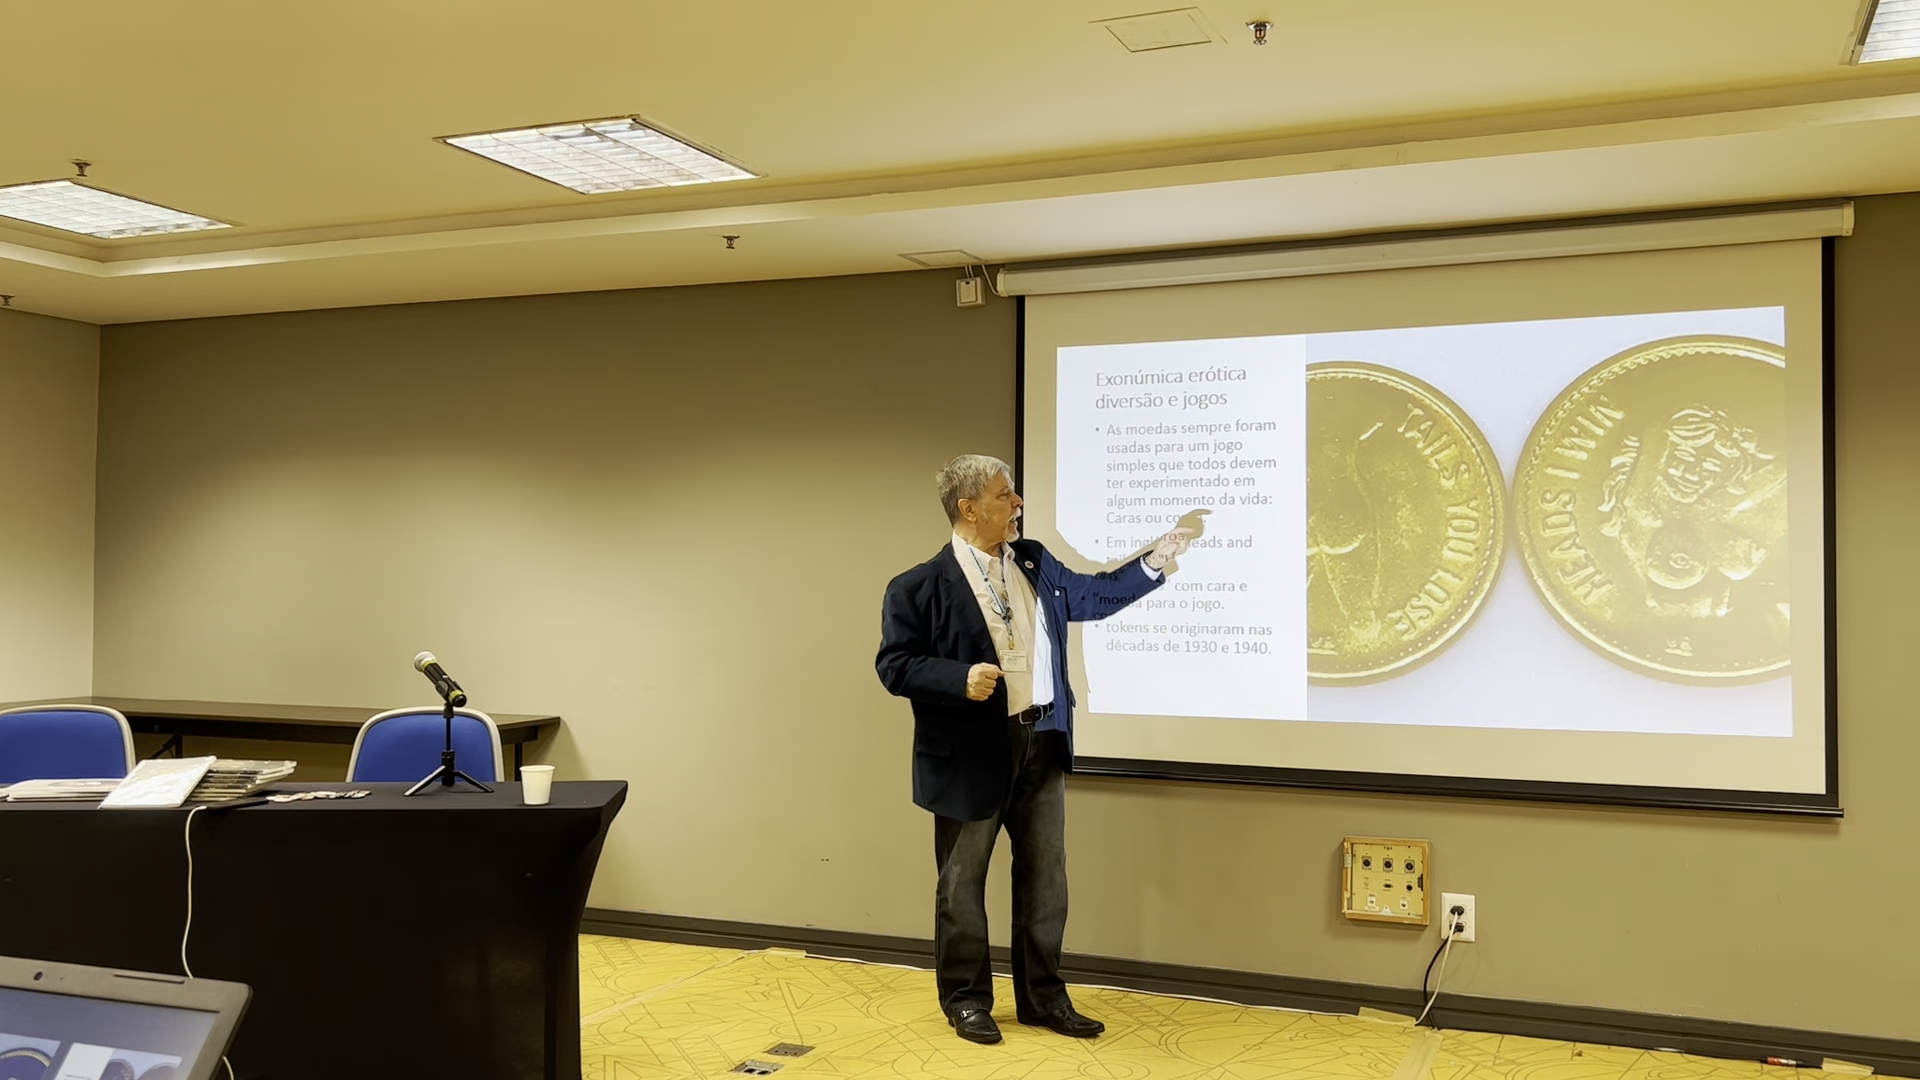 Exonúmica erótica
diversão e jogos
• As moedas sempre foram
usadas para um jogo
simples que todos devem
ter experimentado em
algum momento da vida:
Caras ou
• Em heads and
com cara e
para o jogo.
• tokens se originaram nas
décadas de 1930 e 1940.
TAILS YOU LOSE
HEADS I WIN